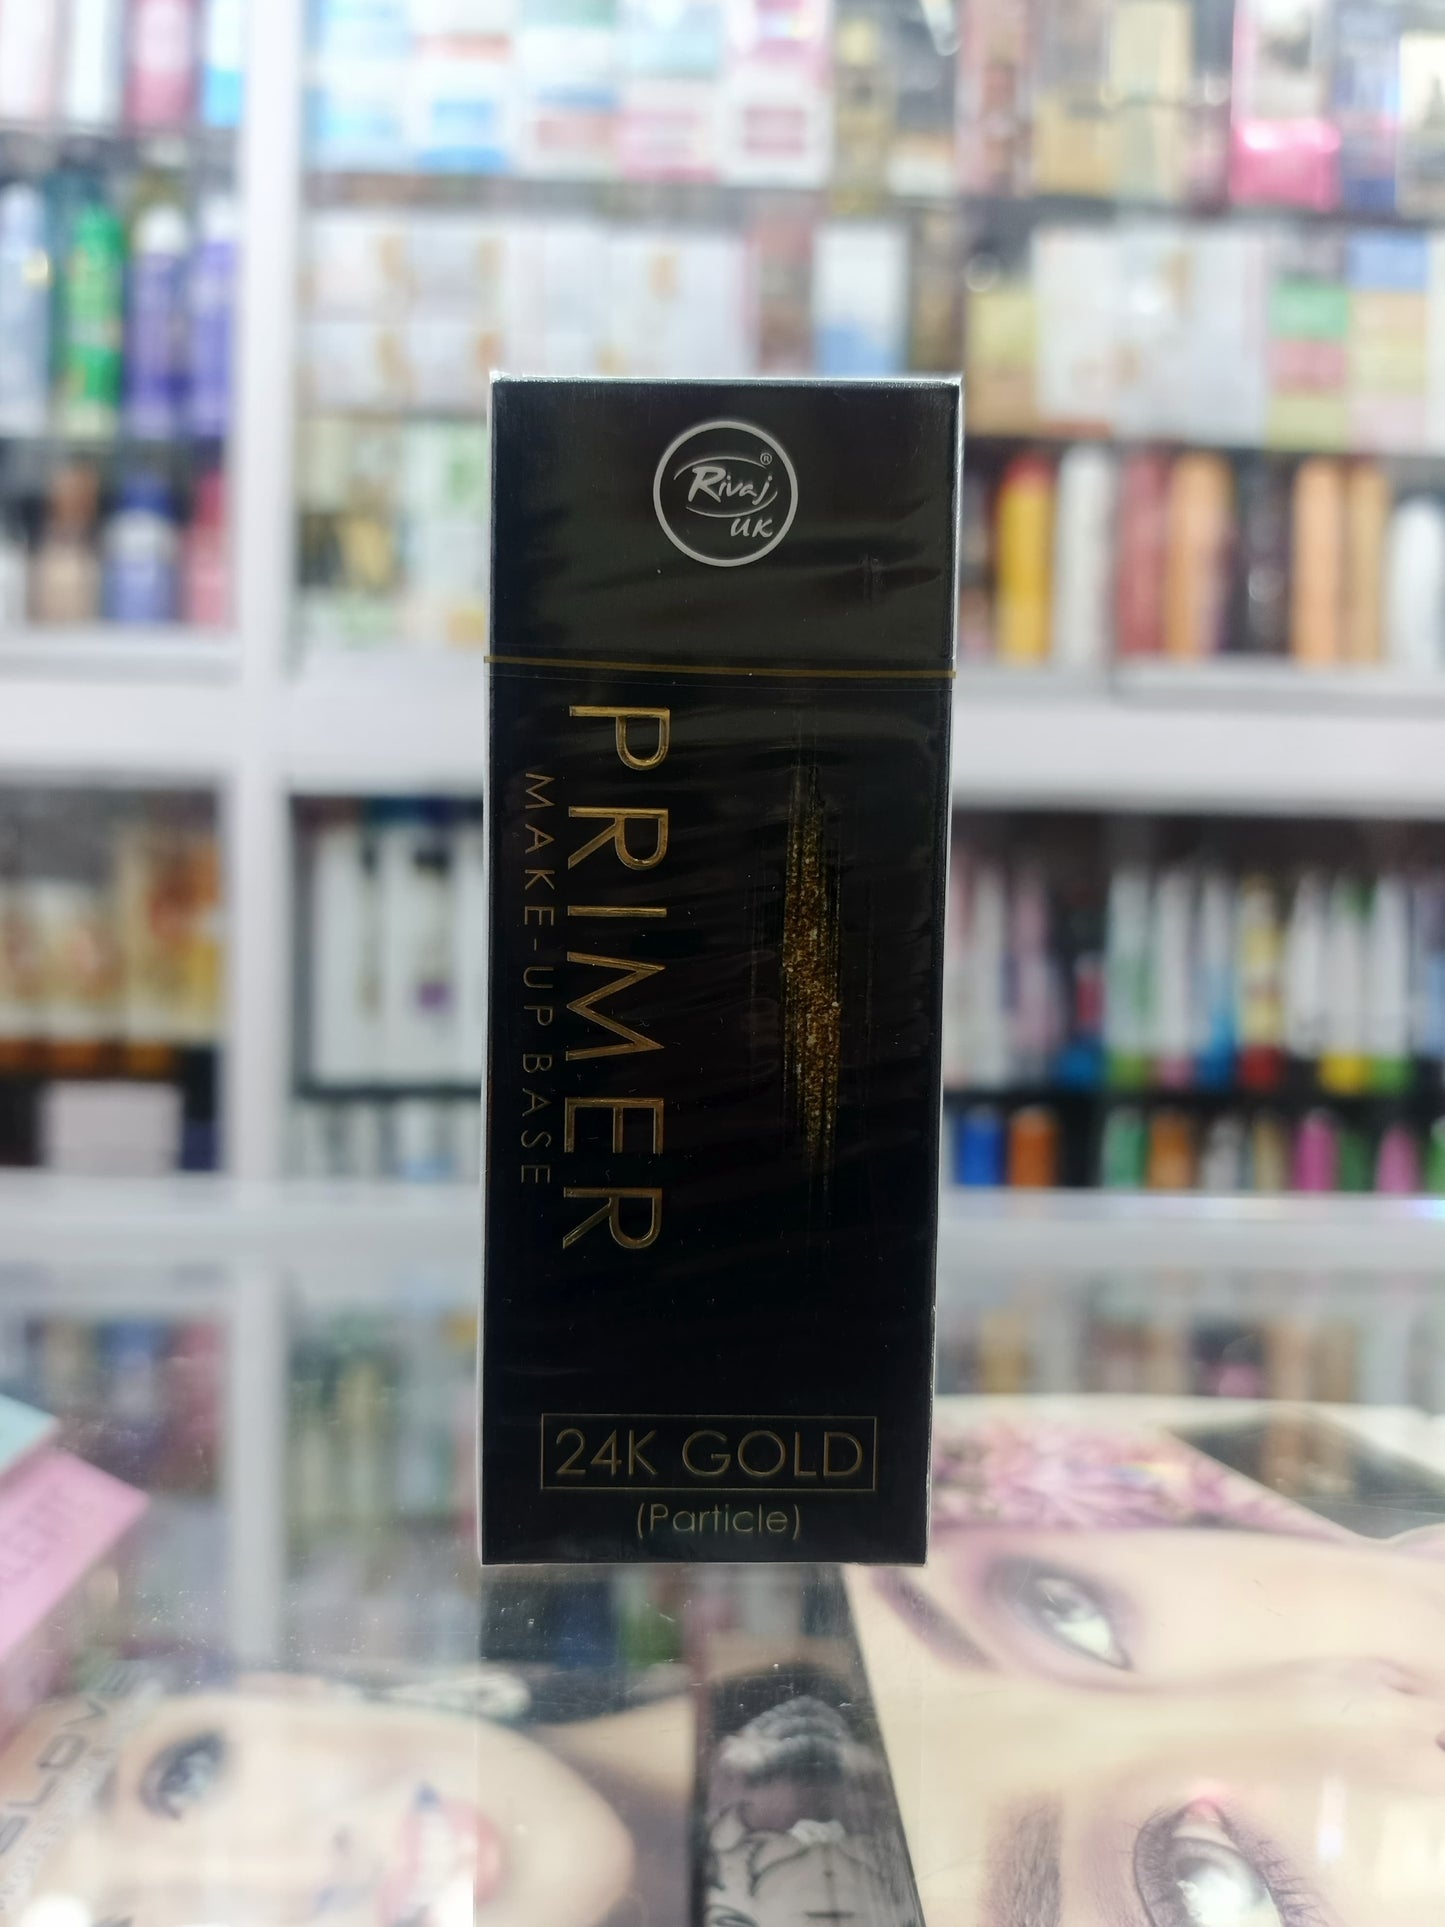 Rivaj®
UK
PRIMER
MAKE-UP BASE
24K GOLD
(Particle)